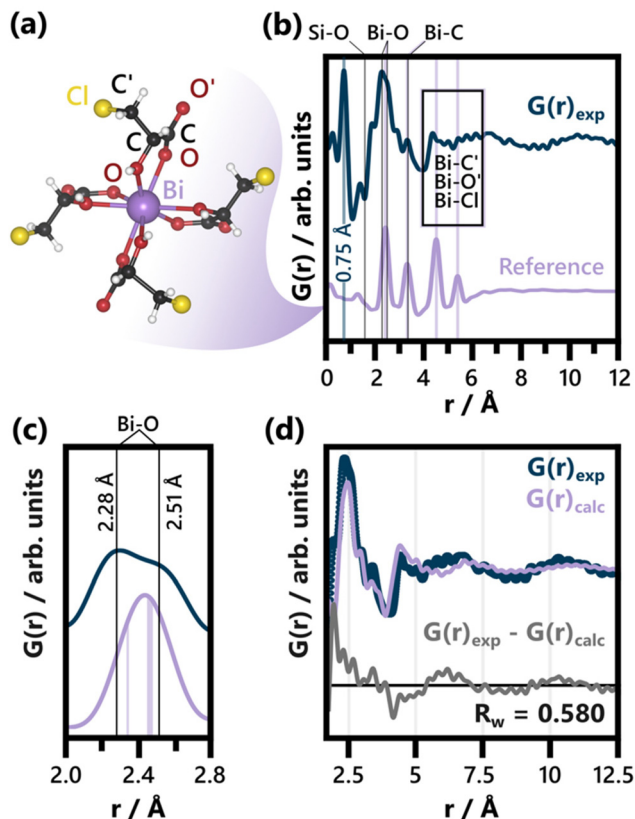 (a)
Cl
C'
O'
C
C
O
O
Bi
(b)
Si-O
Bi-O
Bi-C
G(r)exp
Bi-C'
Bi-O'
Bi-Cl
0.75 Å
Reference
G(r) / arb. units
0 2 4 6 8 10 12
r / Å
(c)
Bi-O
2.28 Å
2.51 Å
G(r) / arb. units
2.0 2.4 2.8
r / Å
(d)
G(r)exp
G(r)calc
G(r)exp - G(r)calc
Rw = 0.580
G(r) / arb. units
2.5 5 7.5 10 12.5
r / Å